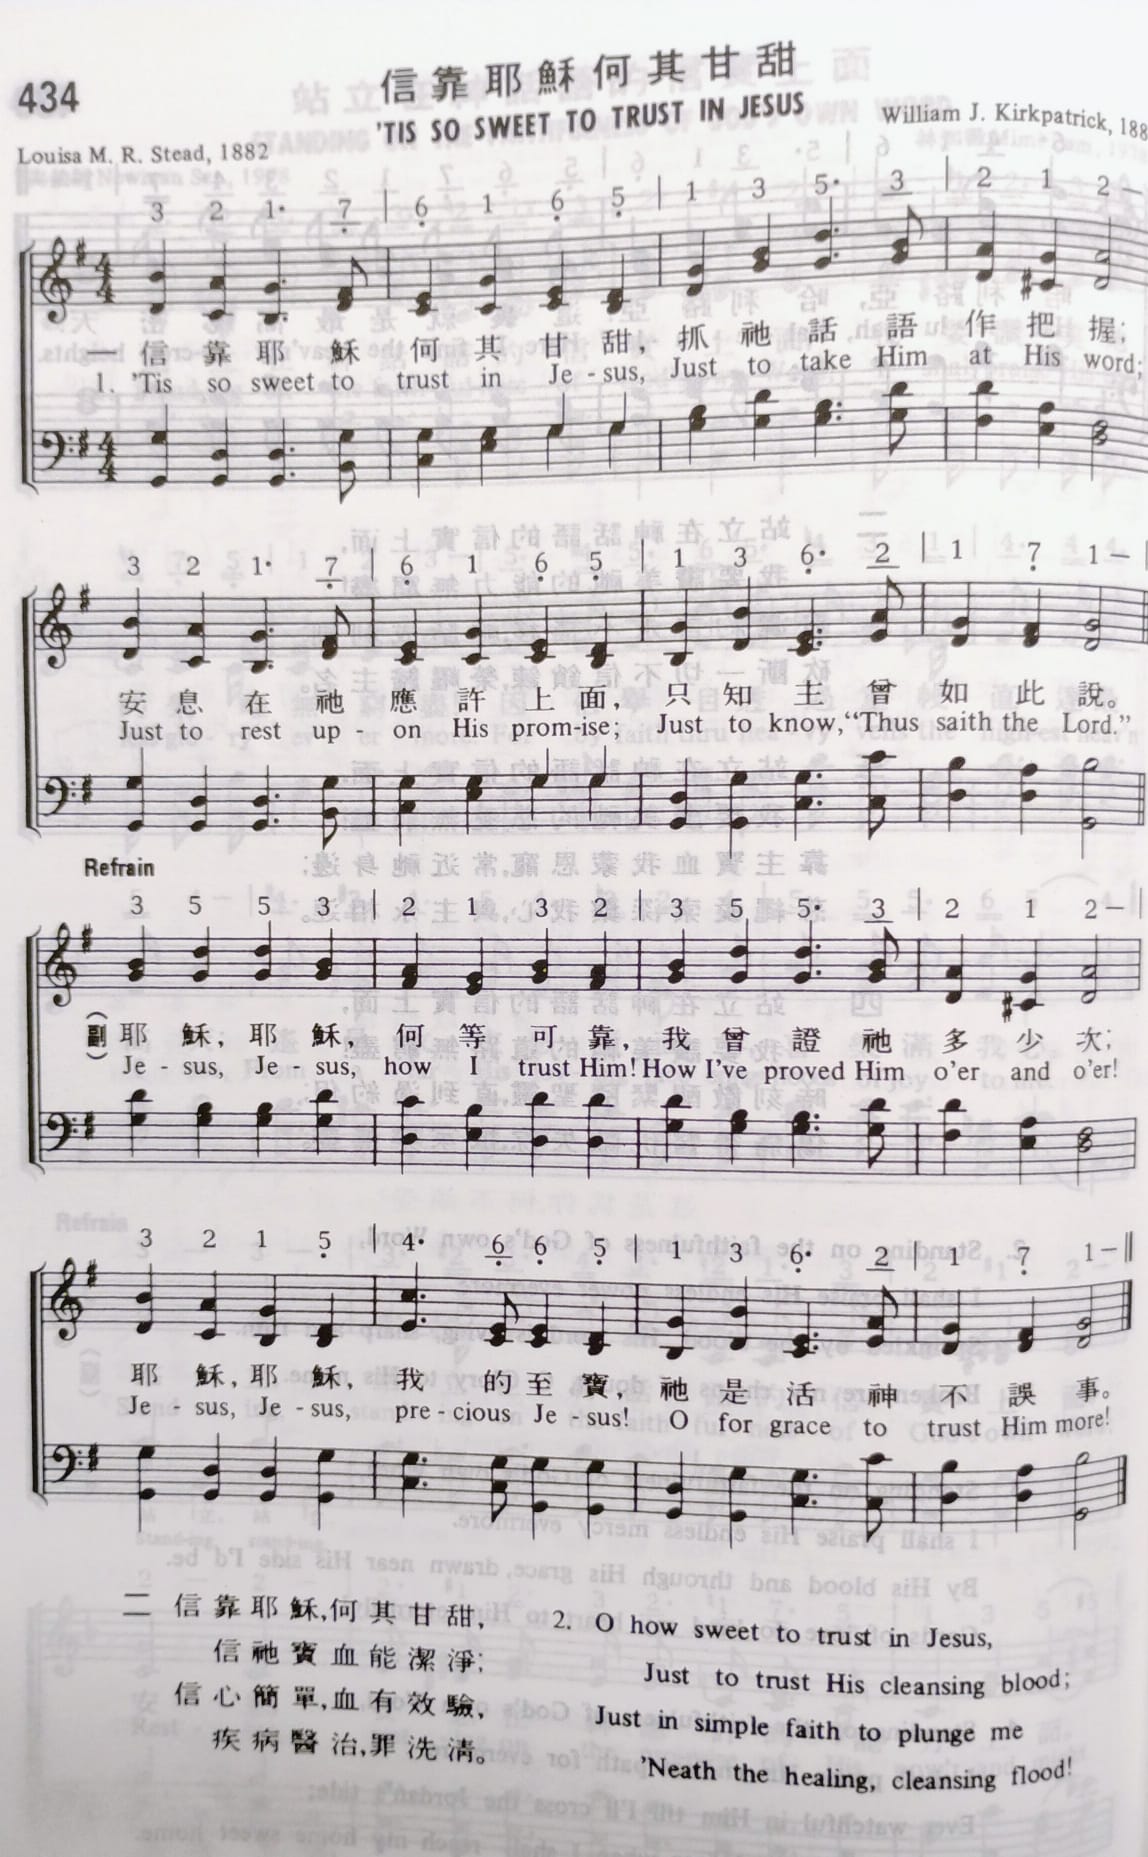 434
信靠耶穌何其甘甜
'TIS SO SWEET TO TRUST IN JESUS
Louisa M. R. Stead, 1882
William J. Kirkpatrick, 188
3 2 1· 7̣ | 6̣ 1 6̣ 5̣ | 1 3 5· 3 | 2 1 2 –
一 信 靠 耶 穌 何 其 甘 甜, 抓 祂 話 語 作 把 握;
1. 'Tis so sweet to trust in Je - sus, Just to take Him at His word;
3 2 1· 7̣ | 6̣ 1 6̣ 5̣ | 1 3 6̣· 2 | 1 7̣ 1 – |
安 息 在 祂 應 許 上 面, 只 知 主 曾 如 此 說。
Just to rest up - on His prom-ise; Just to know, “Thus saith the Lord.”
Refrain
3 5 5 3 | 2 1 3 2 | 3 5 5· 3 | 2 1 2 – |
(副) 耶 穌, 耶 穌, 何 等 可 靠, 我 曾 證 祂 多 少 次;
Je - sus, Je - sus, how I trust Him! How I've proved Him o'er and o'er!
3 2 1 5̣ | 4· 6̣ 6̣ 5̣ | 1 3 6̣· 2 | 1 7̣ 1 – ‖
耶 穌, 耶 穌, 我 的 至 寶, 祂 是 活 神 不 誤 事。
Je - sus, Je - sus, pre - cious Je - sus! O for grace to trust Him more!
二 信靠耶穌,何其甘甜,
信祂寶血能潔淨;
信心簡單,血有效驗,
疾病醫治,罪洗清。
2. O how sweet to trust in Jesus,
Just to trust His cleansing blood;
Just in simple faith to plunge me
'Neath the healing, cleansing flood!